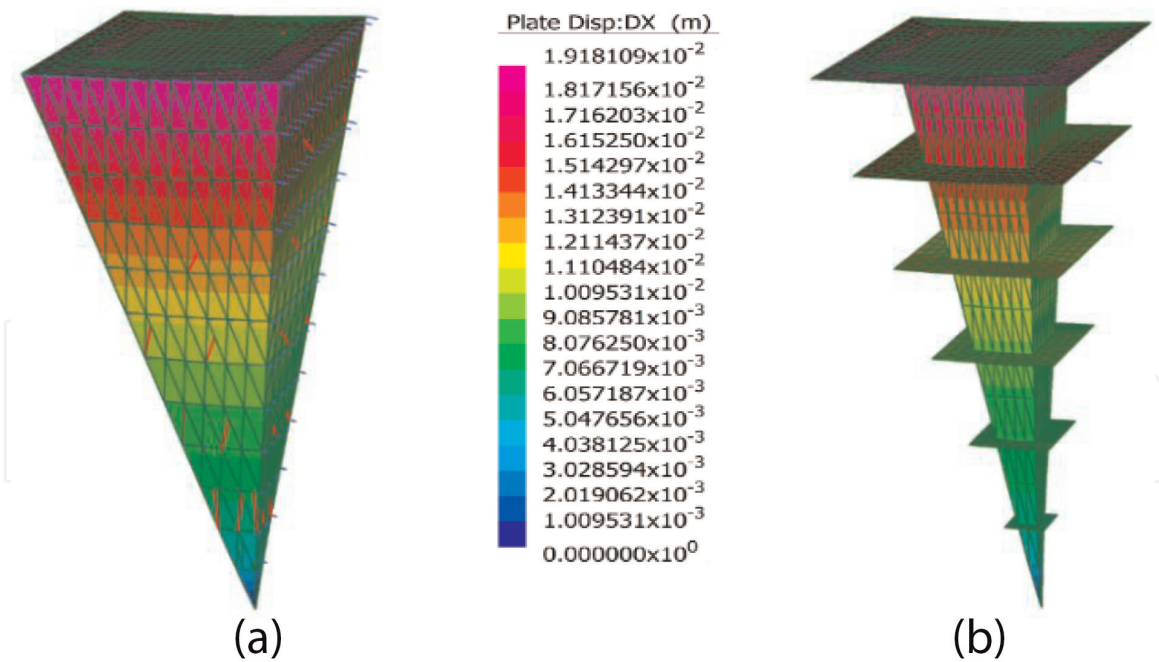 Plate Disp:DX (m)
1.918109x10⁻²
1.817156x10⁻²
1.716203x10⁻²
1.615250x10⁻²
1.514297x10⁻²
1.413344x10⁻²
1.312391x10⁻²
1.211437x10⁻²
1.110484x10⁻²
1.009531x10⁻²
9.085781x10⁻³
8.076250x10⁻³
7.066719x10⁻³
6.057187x10⁻³
5.047656x10⁻³
4.038125x10⁻³
3.028594x10⁻³
2.019062x10⁻³
1.009531x10⁻³
0.000000x10⁰
(a)
(b)